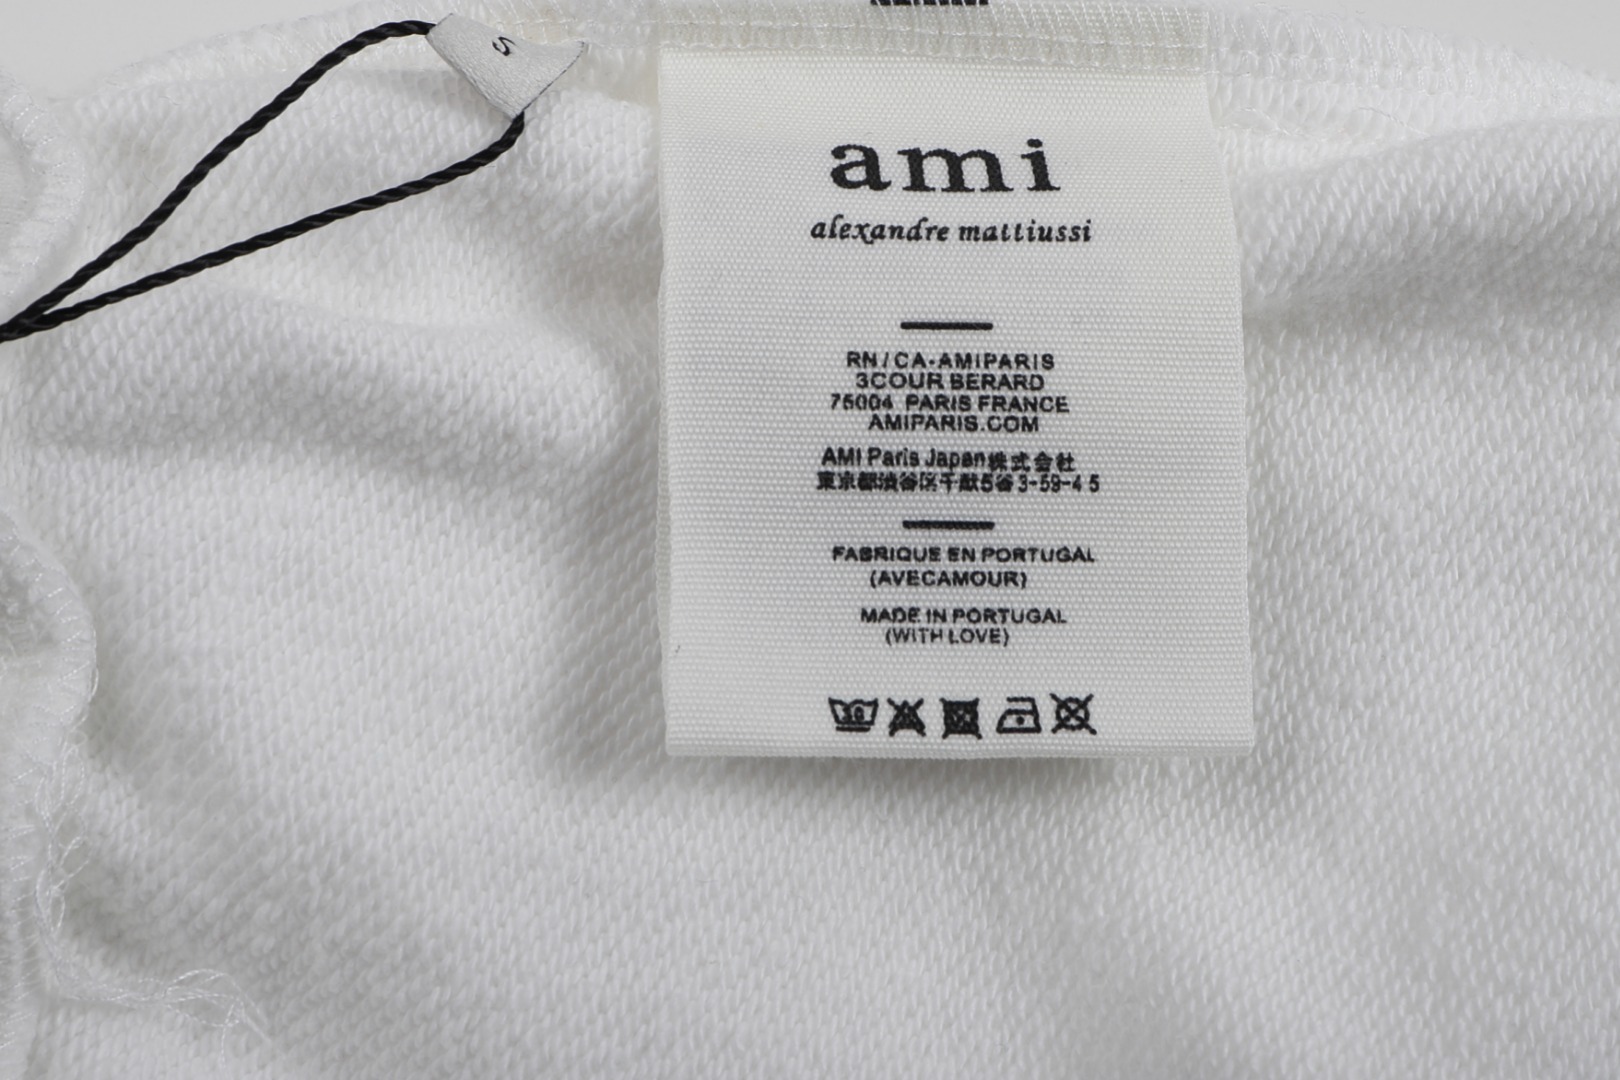 S
ami
alexandre mattiussi
RN/CA-AMIPARIS
3COUR BERARD
75004 PARIS FRANCE
AMIPARIS.COM
AMI Paris Japan株式会社
東京都渋谷区千駄5谷3-59-4 5
FABRIQUE EN PORTUGAL
(AVECAMOUR)
MADE IN PORTUGAL
(WITH LOVE)
30